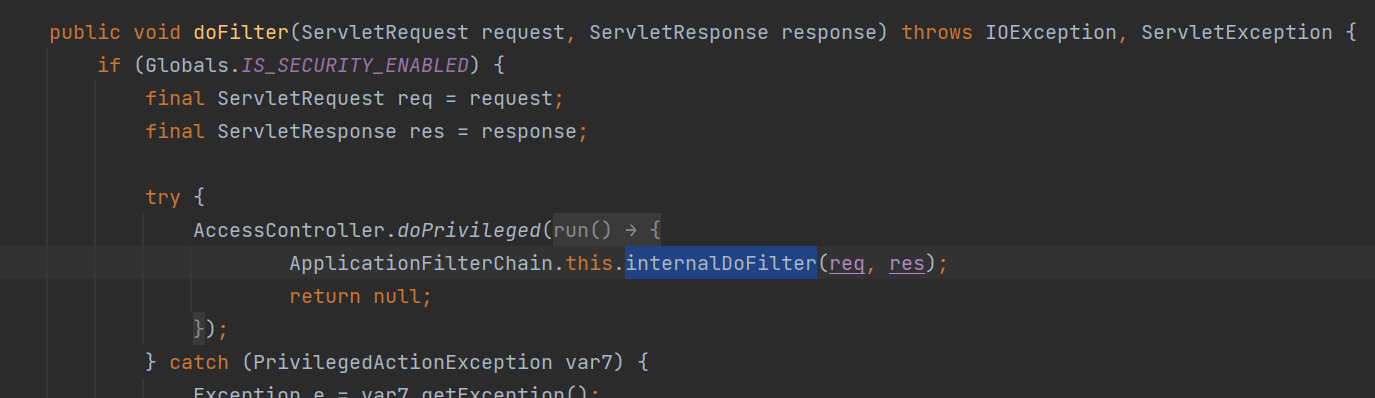 public void doFilter(ServletRequest request, ServletResponse response) throws IOException, ServletException {
if (Globals.IS_SECURITY_ENABLED) {
final ServletRequest req = request;
final ServletResponse res = response;
try {
AccessController.doPrivileged(run() → {
ApplicationFilterChain.this.internalDoFilter(req, res);
return null;
});
} catch (PrivilegedActionException var7) {
Exception e = var7.getException();